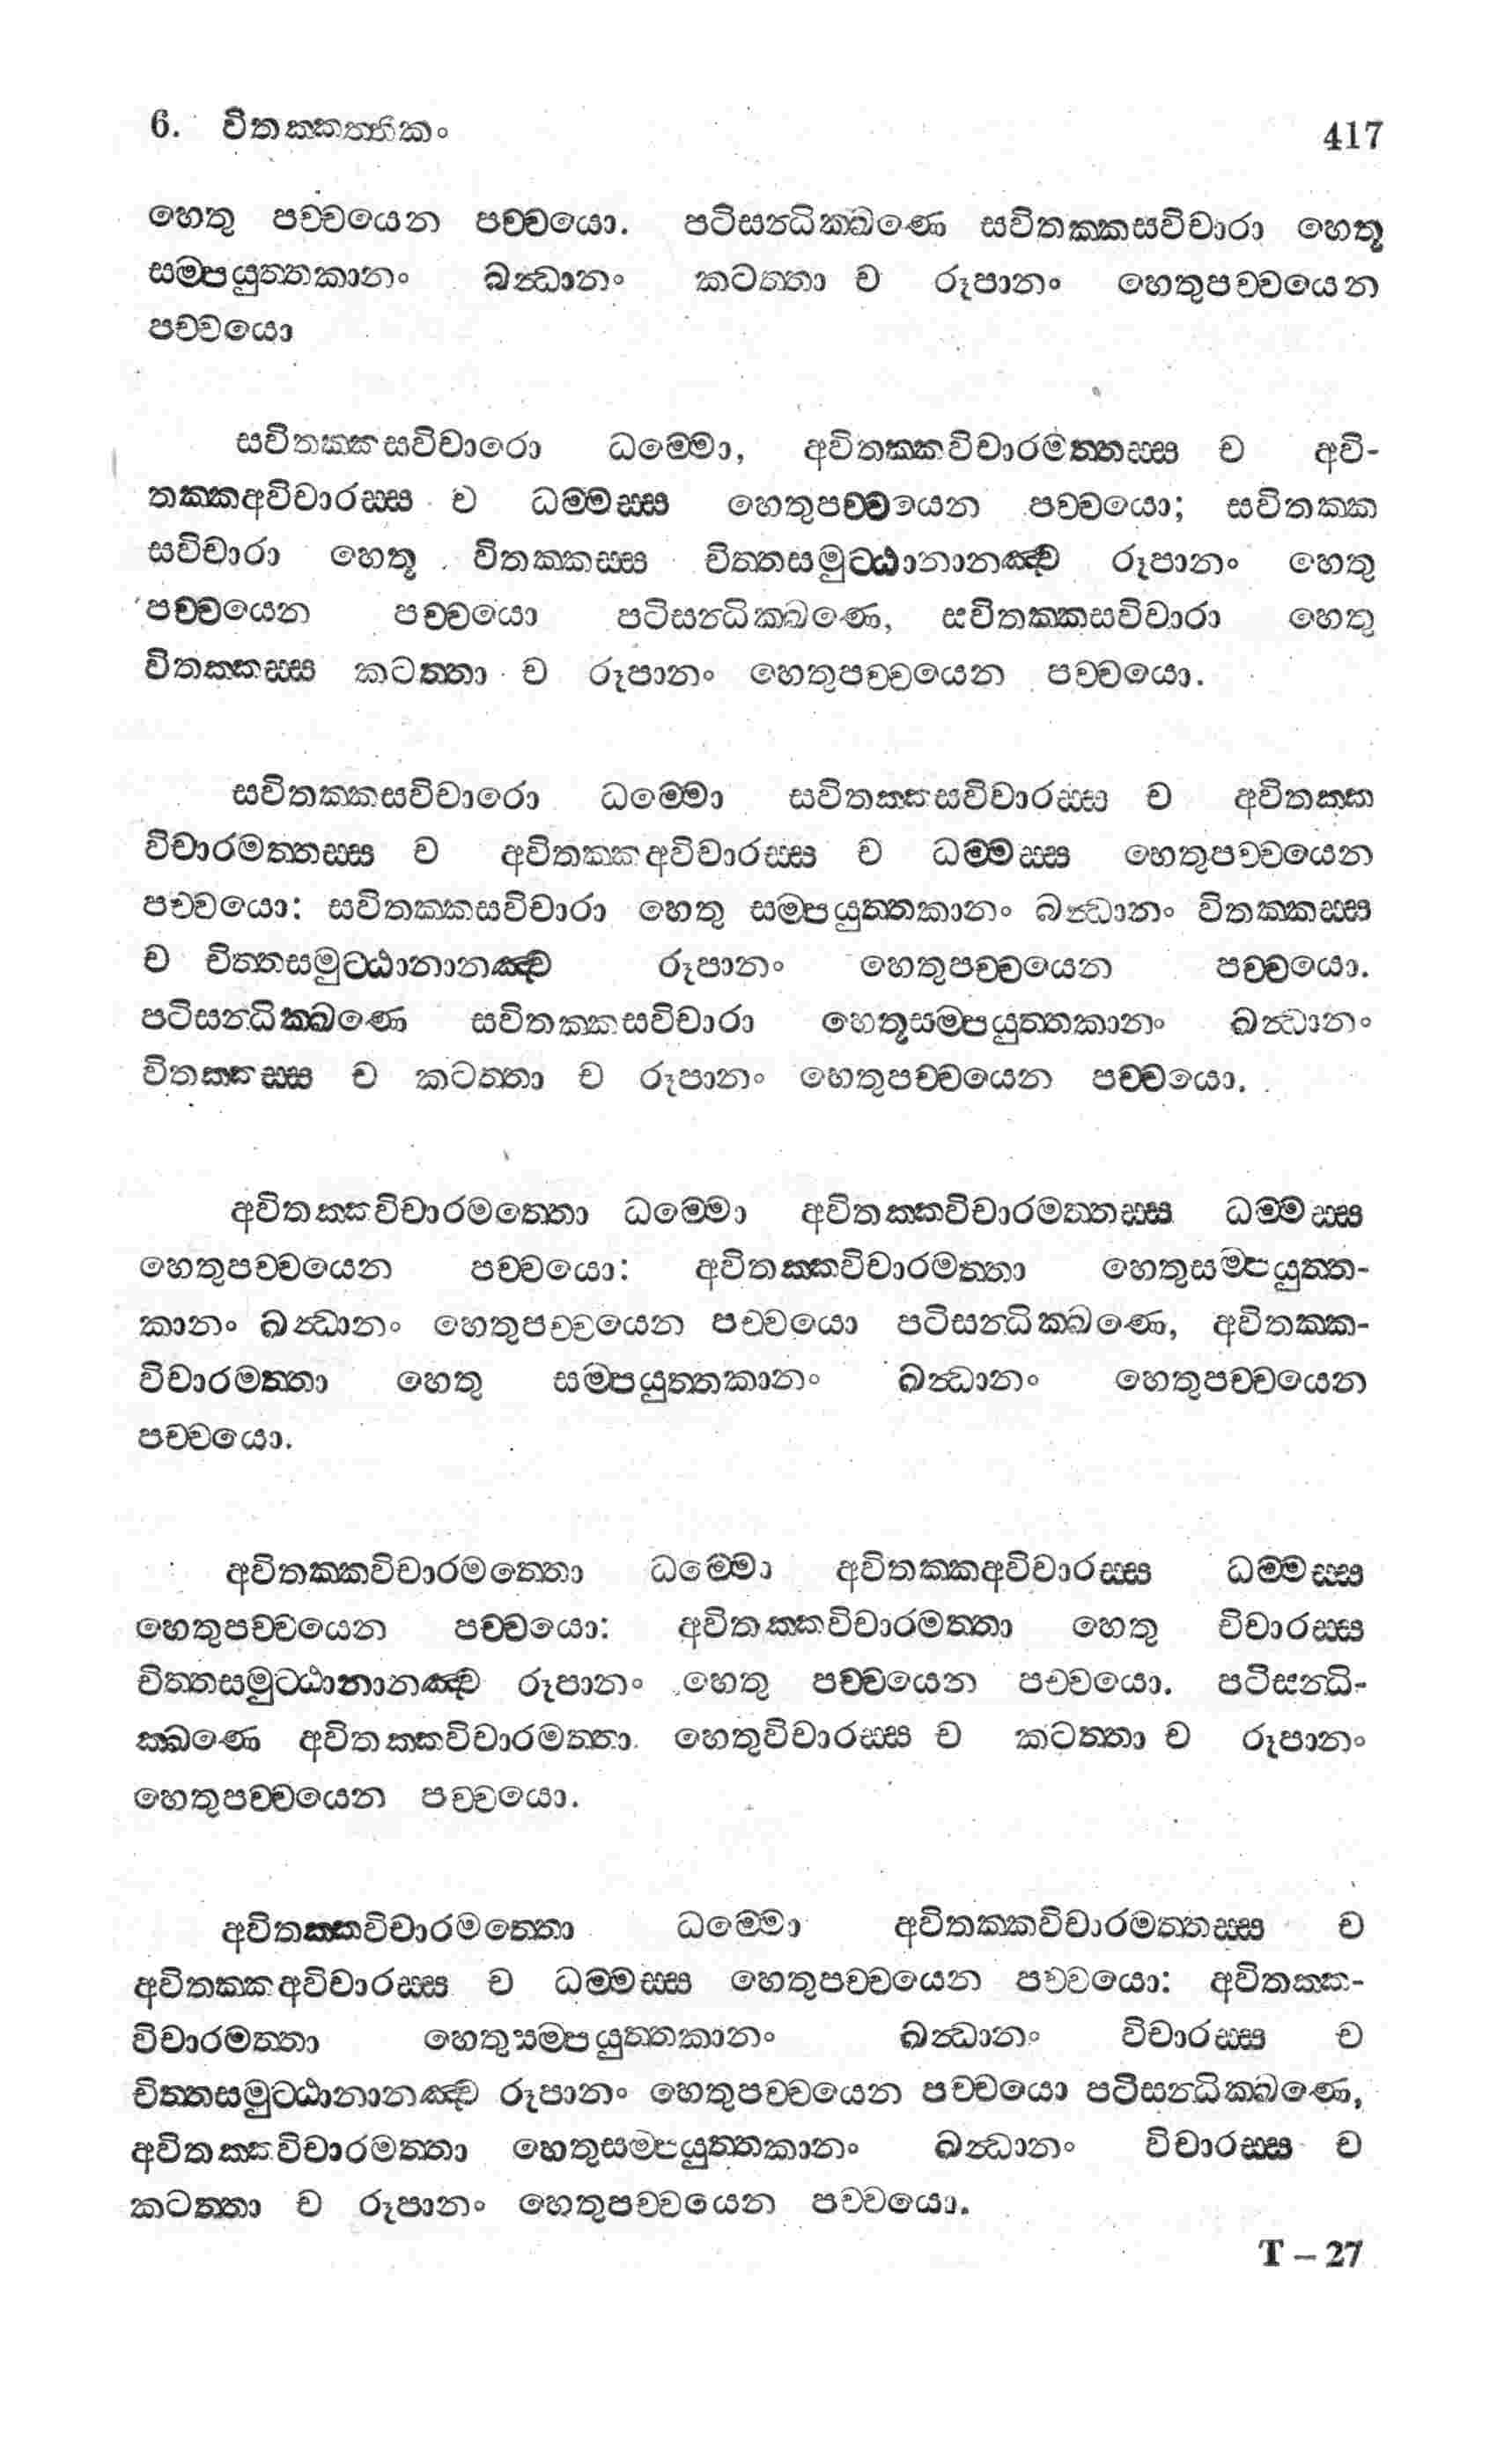 6. විතක්කත්තිකං
417
හෙතු පච්චයෙන පච්චයො. පටිසන්ධික්ඛණෙ සවිතක්කසවිචාරා හෙතූ
සම්පයුත්තකානං ඛන්ධානං කටත්තා ච රූපානං හෙතුපච්චයෙන
පච්චයො
සවිතක්කසවිචාරො ධම්මො, අවිතක්කවිචාරමත්තස්ස ච අවි-
තක්කඅවිචාරස්ස ච ධම්මස්ස හෙතුපච්චයෙන පච්චයො; සවිතක්ක
සවිචාරා හෙතූ විතක්කස්ස චිත්තසමුට්ඨානානඤ්ච රූපානං හෙතු
පච්චයෙන පච්චයො පටිසන්ධික්ඛණෙ, සවිතක්කසවිචාරා හෙතු
විතක්කස්ස කටත්තා ච රූපානං හෙතුපච්චයෙන පච්චයො.
සවිතක්කසවිචාරො ධම්මො සවිතක්කසවිචාරස්ස ච අවිතක්ක
විචාරමත්තස්ස ච අවිතක්කඅවිචාරස්ස ච ධම්මස්ස හෙතුපච්චයෙන
පච්චයො: සවිතක්කසවිචාරා හෙතු සම්පයුත්තකානං ඛන්ධානං විතක්කස්ස
ච චිත්තසමුට්ඨානානඤ්ච රූපානං හෙතුපච්චයෙන පච්චයො.
පටිසන්ධික්ඛණෙ සවිතක්කසවිචාරා හෙතූසම්පයුත්තකානං ඛන්ධානං
විතක්කස්ස ච කටත්තා ච රූපානං හෙතුපච්චයෙන පච්චයො.
අවිතක්කවිචාරමත්තො ධම්මො අවිතක්කවිචාරමත්තස්ස ධම්මස්ස
හෙතුපච්චයෙන පච්චයො: අවිතක්කවිචාරමත්තා හෙතුසම්පයුත්ත-
කානං ඛන්ධානං හෙතුපච්චයෙන පච්චයො පටිසන්ධික්ඛණෙ, අවිතක්ක-
විචාරමත්තා හෙතු සම්පයුත්තකානං ඛන්ධානං හෙතුපච්චයෙන
පච්චයො.
අවිතක්කවිචාරමත්තො ධම්මො අවිතක්කඅවිචාරස්ස ධම්මස්ස
හෙතුපච්චයෙන පච්චයො: අවිතක්කවිචාරමත්තා හෙතු විචාරස්ස
චිත්තසමුට්ඨානානඤ්ච රූපානං හෙතු පච්චයෙන පච්චයො. පටිසන්ධි-
ක්ඛණෙ අවිතක්කවිචාරමත්තා හෙතුවිචාරස්ස ච කටත්තා ච රූපානං
හෙතුපච්චයෙන පච්චයො.
අවිතක්කවිචාරමත්තො ධම්මො අවිතක්කවිචාරමත්තස්ස ච
අවිතක්කඅවිචාරස්ස ච ධම්මස්ස හෙතුපච්චයෙන පච්චයො: අවිතක්ක-
විචාරමත්තා හෙතුසම්පයුත්තකානං ඛන්ධානං විචාරස්ස ච
චිත්තසමුට්ඨානානඤ්ච රූපානං හෙතුපච්චයෙන පච්චයො පටිසන්ධික්ඛණෙ,
අවිතක්කවිචාරමත්තා හෙතුසම්පයුත්තකානං ඛන්ධානං විචාරස්ස ච
කටත්තා ච රූපානං හෙතුපච්චයෙන පච්චයො.
T – 27